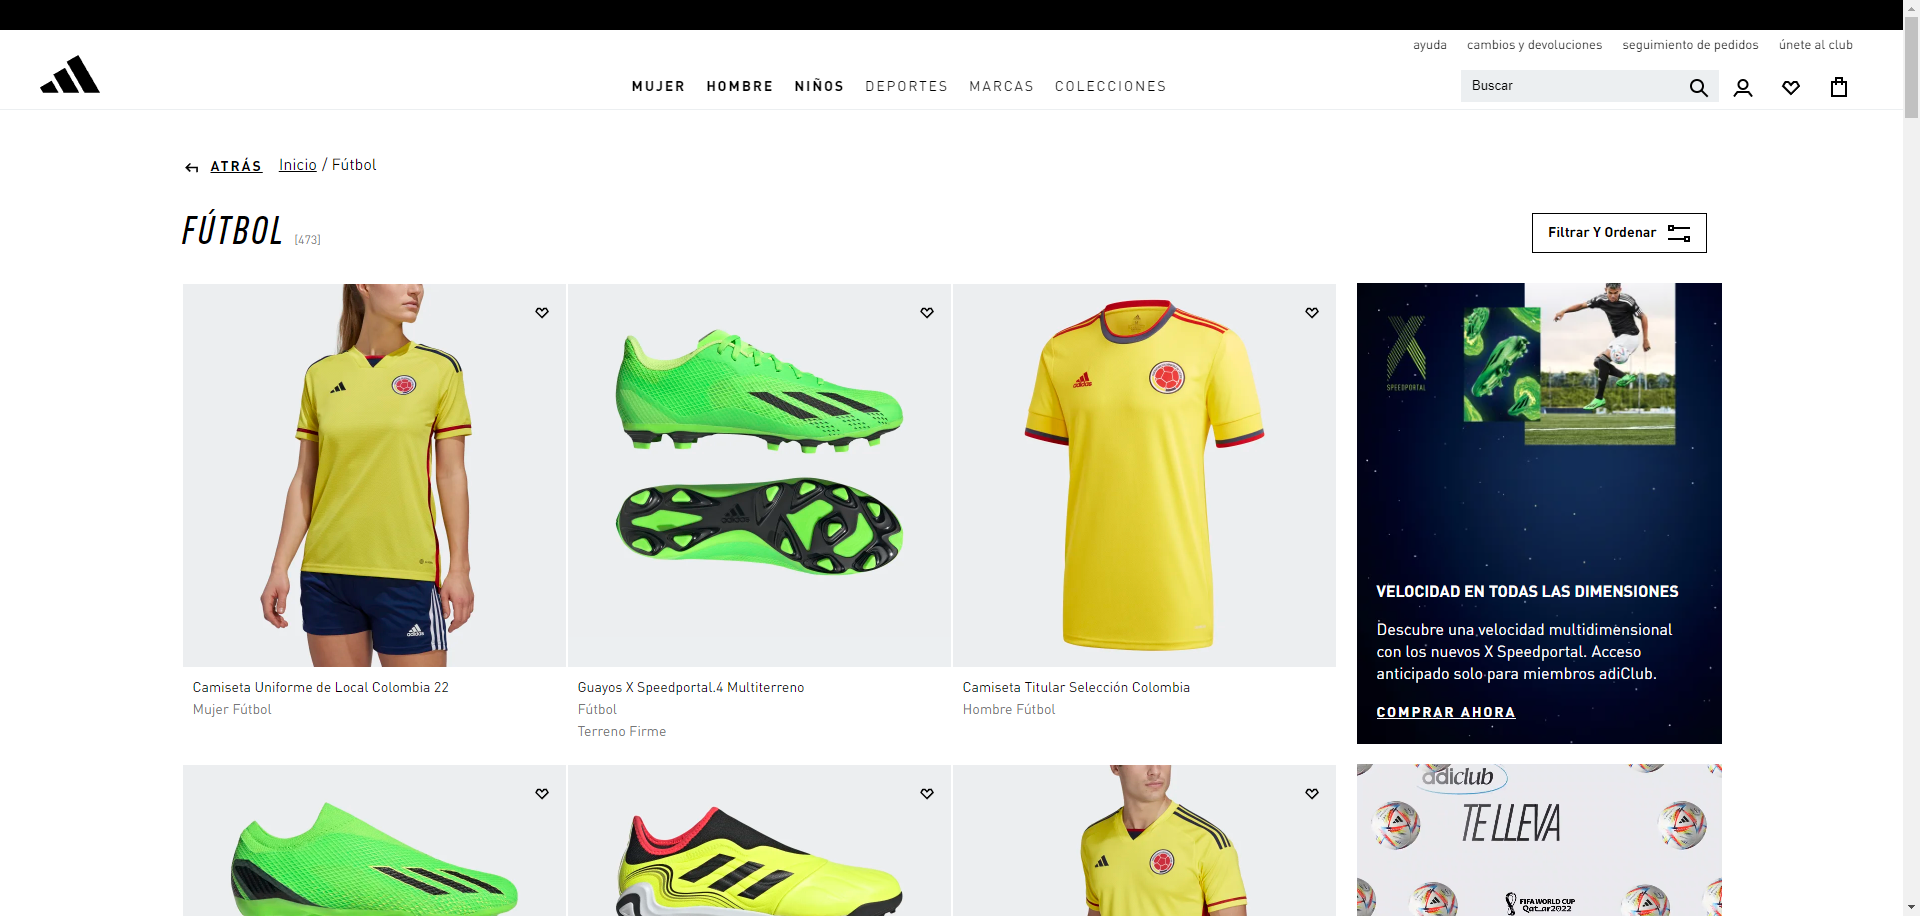 ayuda cambios y devoluciones seguimiento de pedidos únete al club
MUJER HOMBRE NIÑOS DEPORTES MARCAS COLECCIONES
Buscar
ATRÁS Inicio / Fútbol
FÚTBOL [473]
Filtrar Y Ordenar
SPEEDPORTAL
adidas
adidas
adidas
VELOCIDAD EN TODAS LAS DIMENSIONES
Descubre una velocidad multidimensional
con los nuevos X Speedportal. Acceso
anticipado solo para miembros adiClub.
COMPRAR AHORA
Camiseta Uniforme de Local Colombia 22
Mujer Fútbol
Guayos X Speedportal.4 Multiterreno
Fútbol
Terreno Firme
Camiseta Titular Selección Colombia
Hombre Fútbol
adiclub
TE LLEVA
FIFA WORLD CUP
Qatar2022